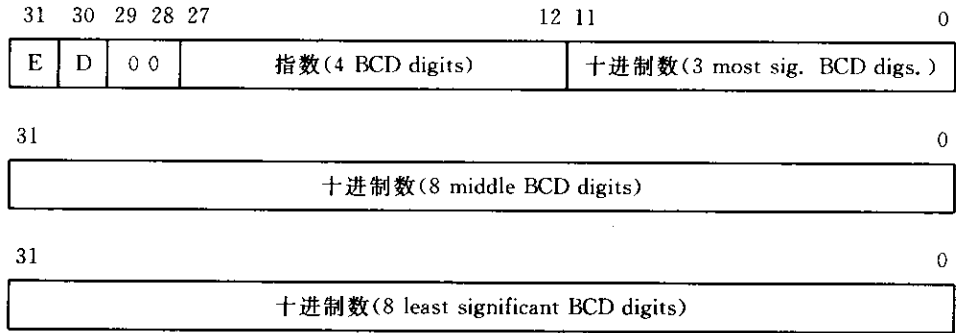 31 30 29 28 27 12 11 0
E D 0 0 指数(4 BCD digits) 十进制数(3 most sig. BCD digs.)
31 0
十进制数(8 middle BCD digits)
31 0
十进制数(8 least significant BCD digits)